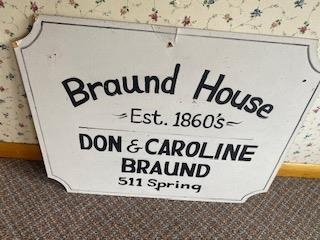 Braund House
~Est. 1860's~
DON & CAROLINE
BRAUND
511 Spring